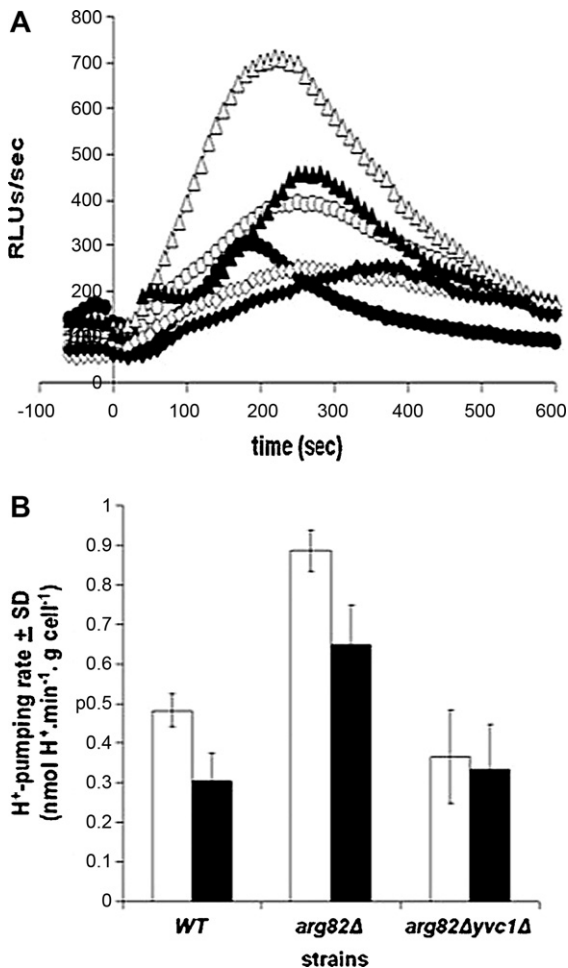 A
800
700
600
500
400
300
200
100
0
RLUs/sec
-100 0 100 200 300 400 500 600
time (sec)
B
1
0.9
0.8
0.7
0.6
p0.5
0.4
0.3
0.2
0.1
0
H⁺-pumping rate ± SD
(nmol H⁺.min⁻¹. g cell⁻¹)
WT arg82Δ arg82Δyvc1Δ
strains